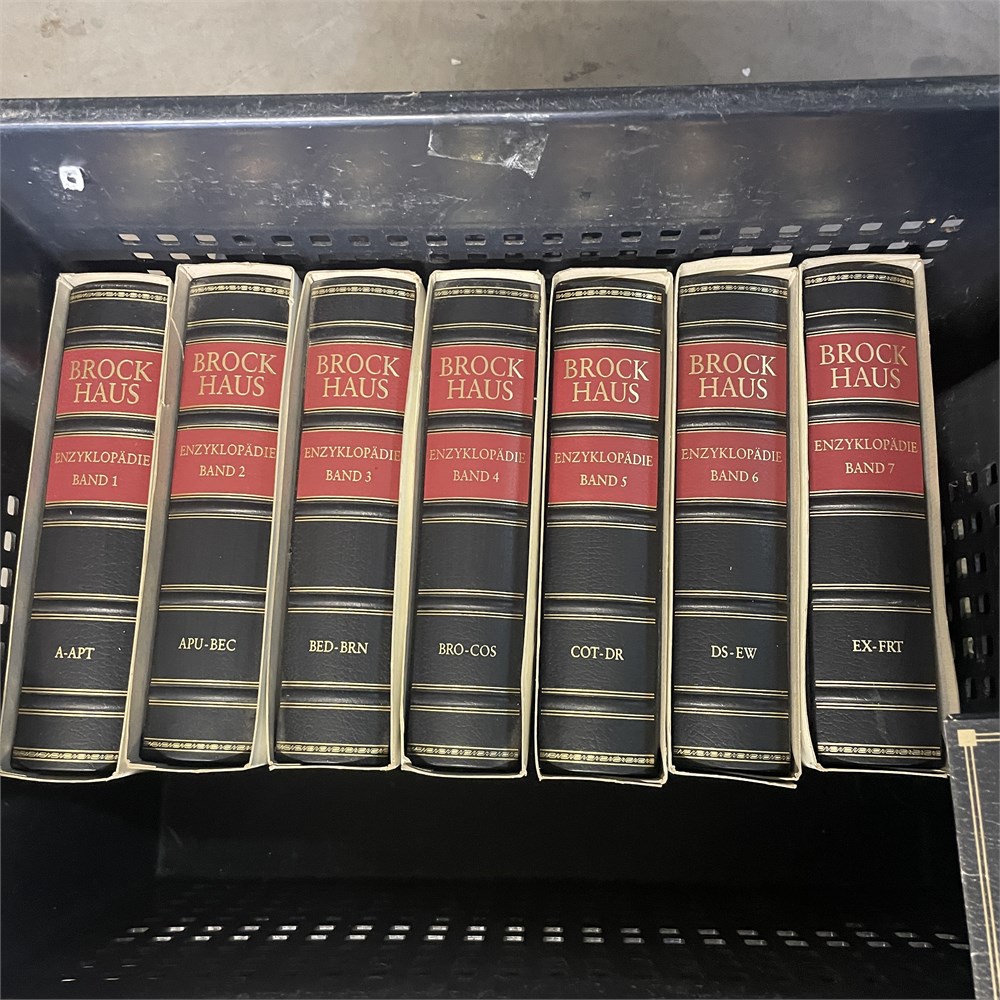 BROCK
HAUS
ENZYKLOPÄDIE
BAND 1
A-APT
BROCK
HAUS
ENZYKLOPÄDIE
BAND 2
APU-BEC
BROCK
HAUS
ENZYKLOPÄDIE
BAND 3
BED-BRN
BROCK
HAUS
ENZYKLOPÄDIE
BAND 4
BRO-COS
BROCK
HAUS
ENZYKLOPÄDIE
BAND 5
COT-DR
BROCK
HAUS
ENZYKLOPÄDIE
BAND 6
DS-EW
BROCK
HAUS
ENZYKLOPÄDIE
BAND 7
EX-FRT